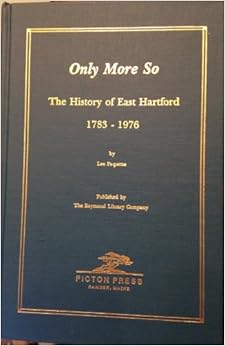 Only More So
The History of East Hartford
1783 - 1976
by
Lee Paquette
Published by
The Raymond Library Company
PICTON PRESS
CAMDEN, MAINE